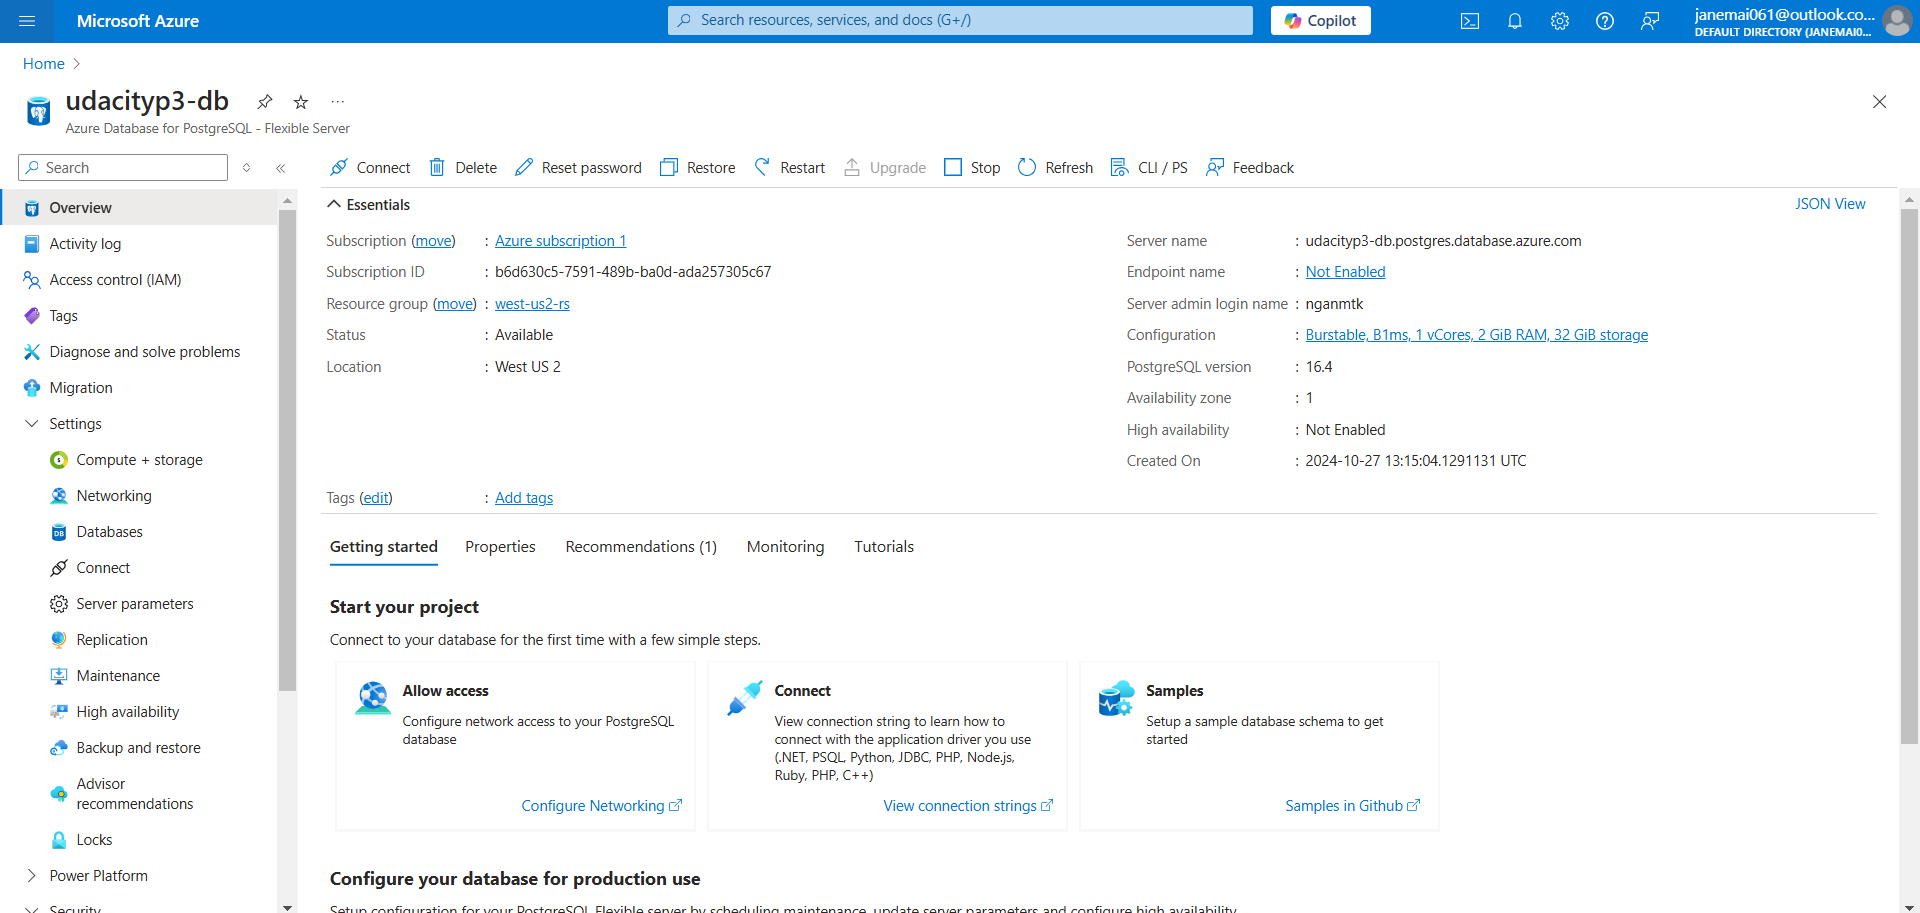 Microsoft Azure
Search resources, services, and docs (G+/)
Copilot
janemai061@outlook.co...
DEFAULT DIRECTORY (JANEMAI0...
Home
udacityp3-db
Azure Database for PostgreSQL - Flexible Server
Search
Connect
Delete
Reset password
Restore
Restart
Upgrade
Stop
Refresh
CLI / PS
Feedback
Overview
Activity log
Access control (IAM)
Tags
Diagnose and solve problems
Migration
Settings
Compute + storage
Networking
Databases
Connect
Server parameters
Replication
Maintenance
High availability
Backup and restore
Advisor
recommendations
Locks
Power Platform
Security
Essentials
JSON View
Subscription (move) : Azure subscription 1
Subscription ID : b6d630c5-7591-489b-ba0d-ada257305c67
Resource group (move) : west-us2-rs
Status : Available
Location : West US 2
Server name : udacityp3-db.postgres.database.azure.com
Endpoint name : Not Enabled
Server admin login name : nganmtk
Configuration : Burstable, B1ms, 1 vCores, 2 GiB RAM, 32 GiB storage
PostgreSQL version : 16.4
Availability zone : 1
High availability : Not Enabled
Created On : 2024-10-27 13:15:04.1291131 UTC
Tags (edit) : Add tags
Getting started
Properties
Recommendations (1)
Monitoring
Tutorials
Start your project
Connect to your database for the first time with a few simple steps.
Allow access
Configure network access to your PostgreSQL
database
Configure Networking
Connect
View connection string to learn how to
connect with the application driver you use
(.NET, PSQL, Python, JDBC, PHP, Node.js,
Ruby, PHP, C++)
View connection strings
Samples
Setup a sample database schema to get
started
Samples in Github
Configure your database for production use
Setup configuration for your PostgreSQL Flexible server by scheduling maintenance, update server parameters and configure high availability